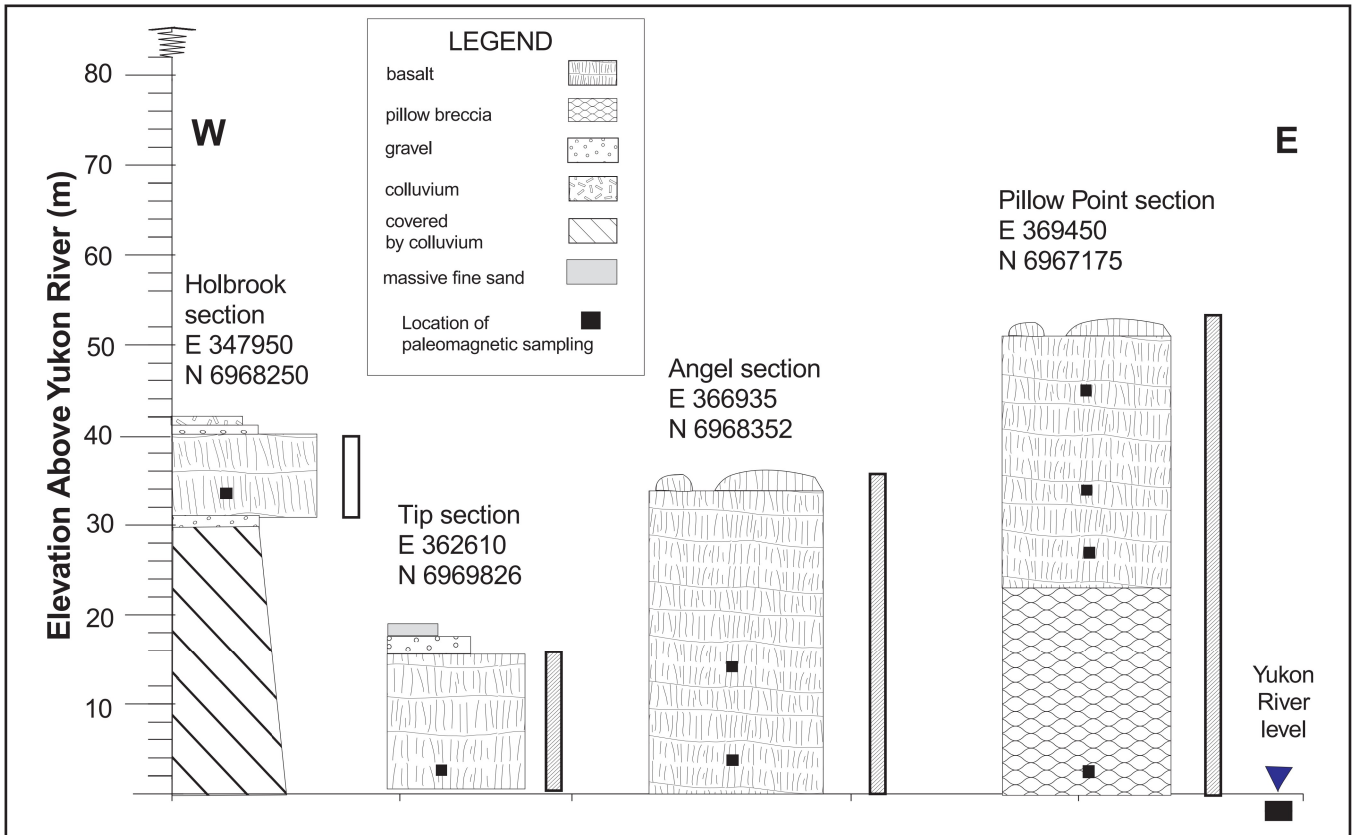 Elevation Above Yukon River (m)
80
70
60
50
40
30
20
10
W
E
LEGEND
basalt
pillow breccia
gravel
colluvium
covered
by colluvium
massive fine sand
Location of
paleomagnetic sampling
Holbrook
section
E 347950
N 6968250
Tip section
E 362610
N 6969826
Angel section
E 366935
N 6968352
Pillow Point section
E 369450
N 6967175
Yukon
River
level